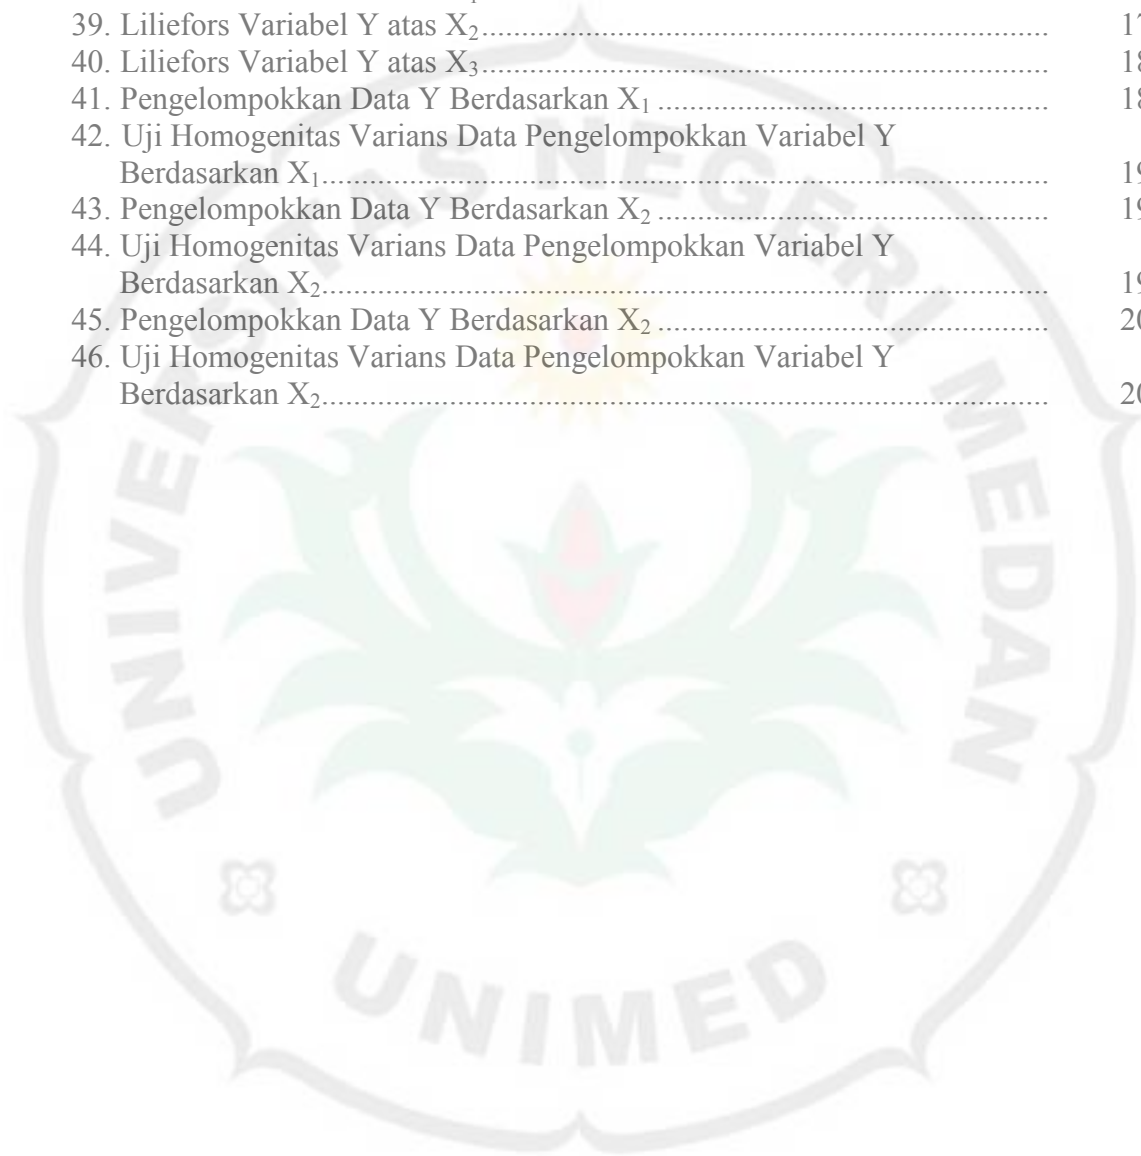 39. Liliefors Variabel Y atas X₂.......................................................................
40. Liliefors Variabel Y atas X₃.......................................................................
41. Pengelompokkan Data Y Berdasarkan X₁ .................................................
42. Uji Homogenitas Varians Data Pengelompokkan Variabel Y
Berdasarkan X₁...........................................................................................
43. Pengelompokkan Data Y Berdasarkan X₂ .................................................
44. Uji Homogenitas Varians Data Pengelompokkan Variabel Y
Berdasarkan X₂...........................................................................................
45. Pengelompokkan Data Y Berdasarkan X₂ .................................................
46. Uji Homogenitas Varians Data Pengelompokkan Variabel Y
Berdasarkan X₂...........................................................................................
UNIVERSITAS NEGERI MEDAN
UNIMED